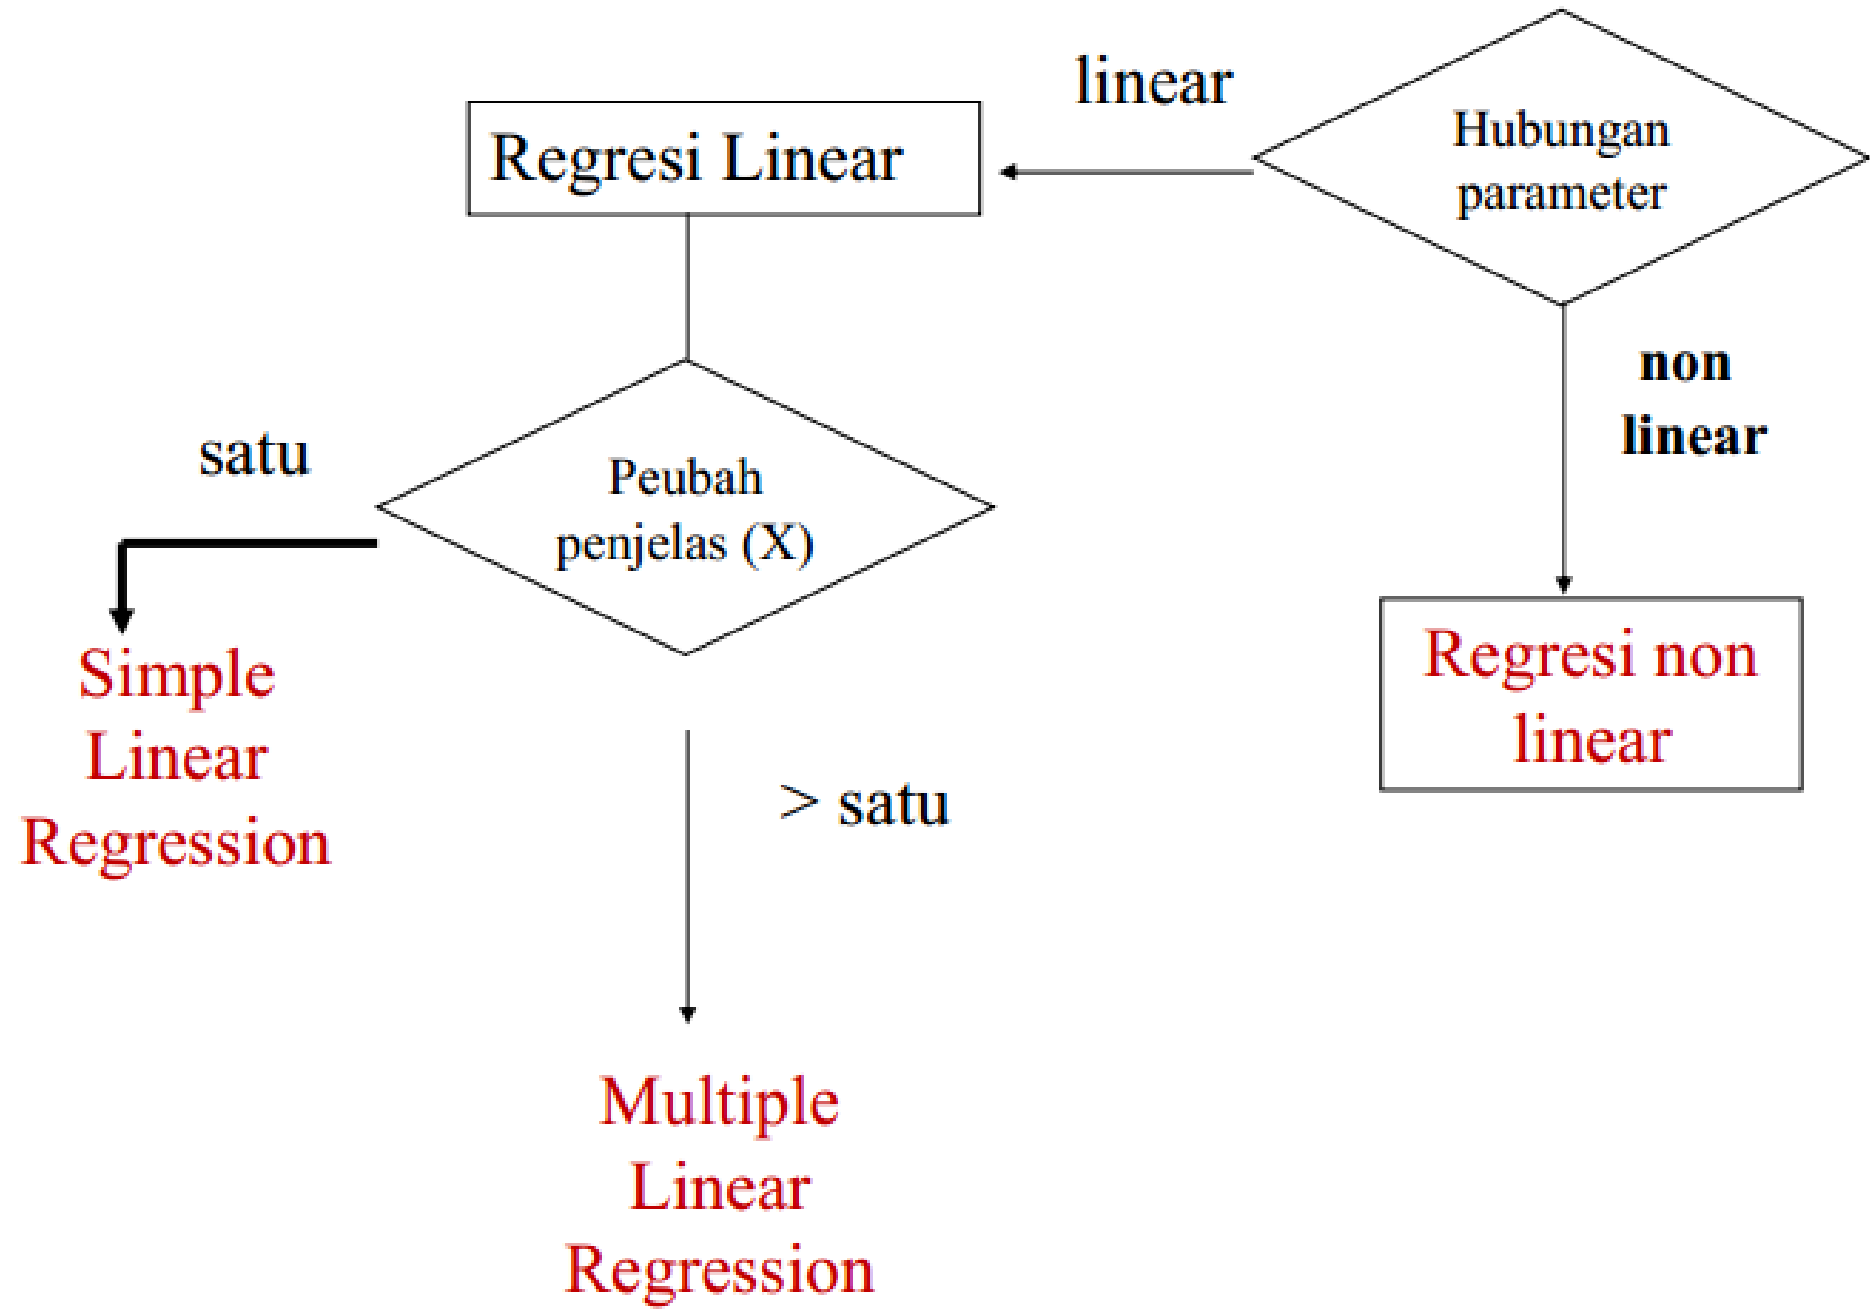 linear
Hubungan
parameter
Regresi Linear
non
linear
satu
Peubah
penjelas (X)
Regresi non
linear
Simple
Linear
Regression
> satu
Multiple
Linear
Regression